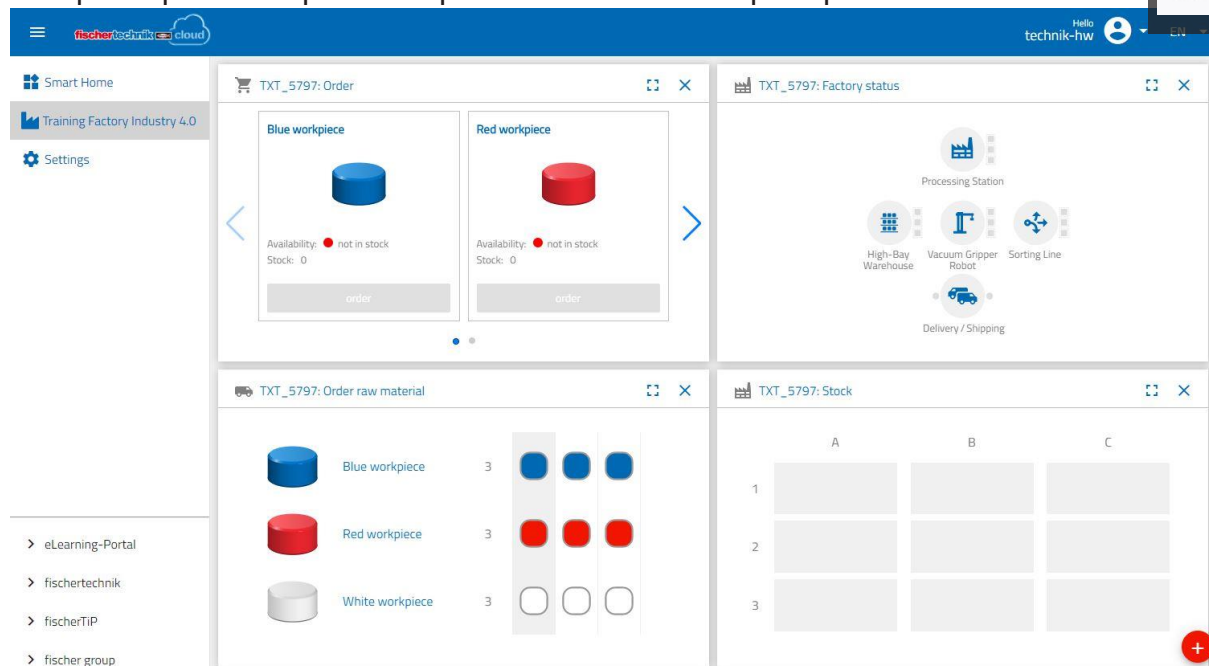 fischertechnik cloud
Hello
technik-hw
EN
Smart Home
Training Factory Industry 4.0
Settings
eLearning-Portal
fischertechnik
fischerTiP
fischer group
TXT_5797: Order
Blue workpiece
Availability: not in stock
Stock: 0
order
Red workpiece
Availability: not in stock
Stock: 0
order
TXT_5797: Factory status
Processing Station
High-Bay
Warehouse
Vacuum Gripper
Robot
Sorting Line
Delivery / Shipping
TXT_5797: Order raw material
Blue workpiece 3
Red workpiece 3
White workpiece 3
TXT_5797: Stock
A B C
1
2
3
+